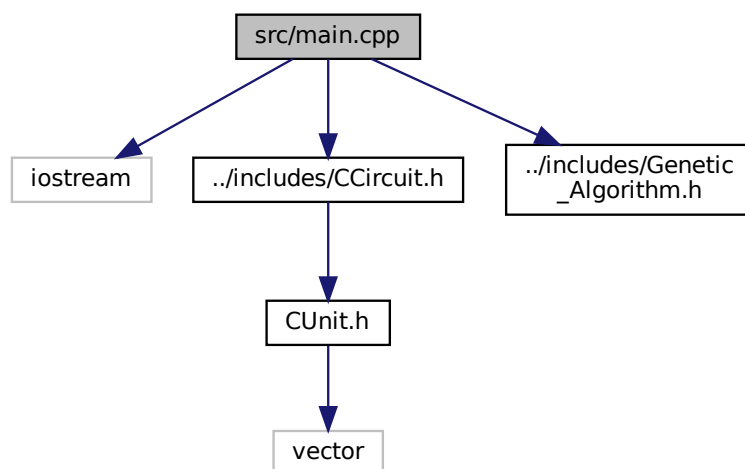 src/main.cpp
iostream
../includes/CCircuit.h
../includes/Genetic
_Algorithm.h
CUnit.h
vector